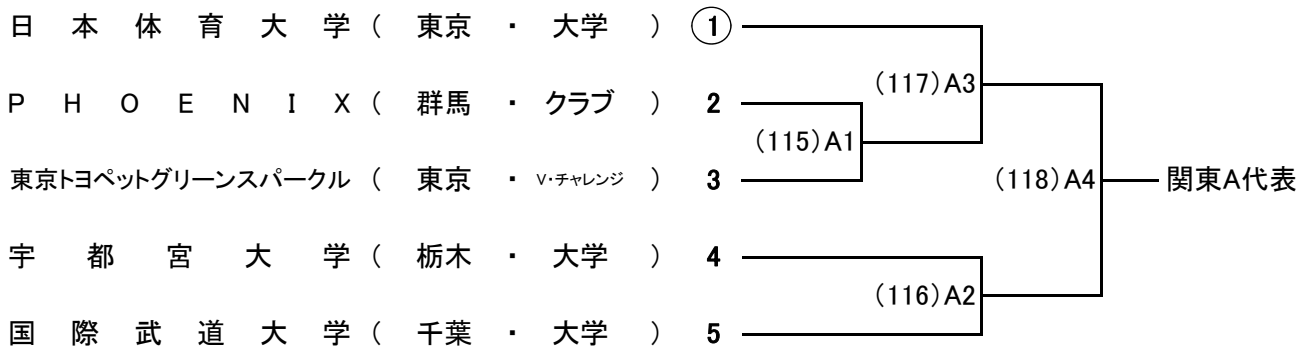 日本体育大学(東京・大学) ①
(117)A3
PHOENIX(群馬・クラブ) 2
(115)A1
東京トヨペットグリーンスパークル(東京・V・チャレンジ) 3
(118)A4 関東A代表
宇都宮大学(栃木・大学) 4
(116)A2
国際武道大学(千葉・大学) 5